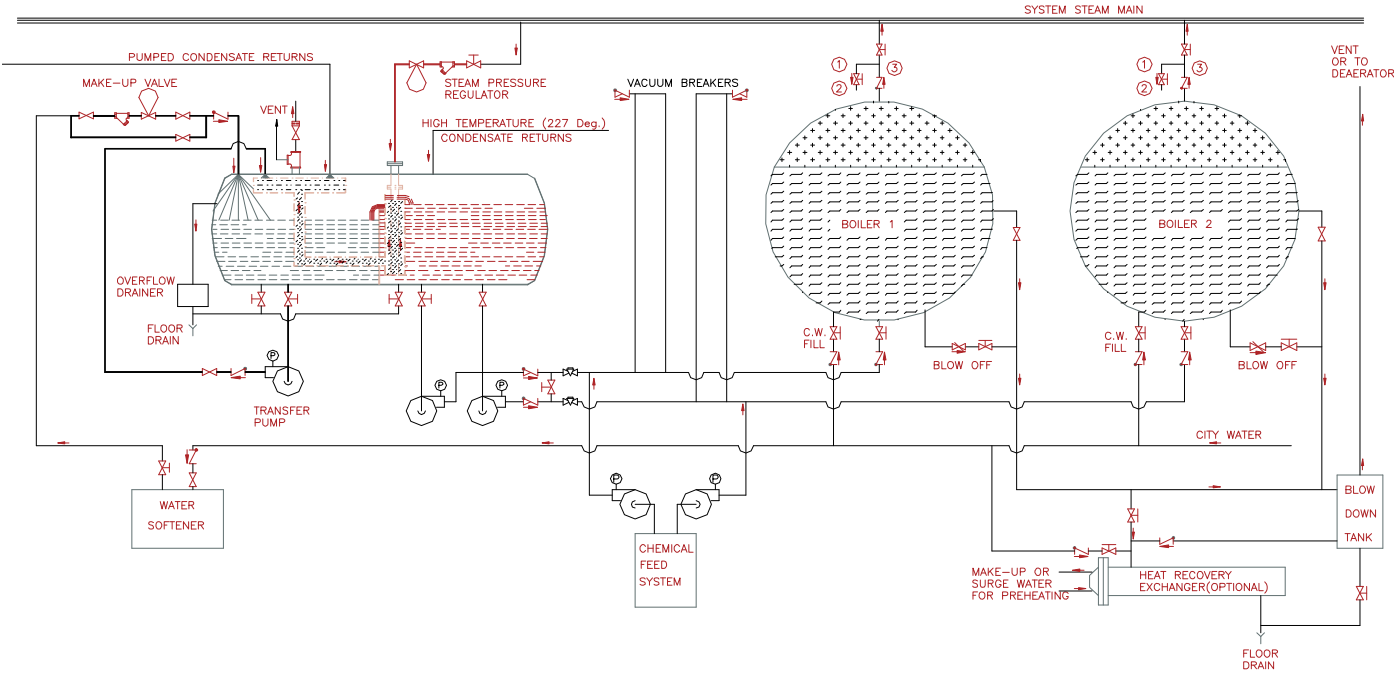 SYSTEM STEAM MAIN
PUMPED CONDENSATE RETURNS
MAKE-UP VALVE
STEAM PRESSURE
REGULATOR
VACUUM BREAKERS
VENT
OR TO
DEAERATOR
1
2
3
1
2
3
VENT
HIGH TEMPERATURE (227 Deg.)
CONDENSATE RETURNS
BOILER 1
BOILER 2
OVERFLOW
DRAINER
FLOOR
DRAIN
C.W.
FILL
BLOW OFF
C.W.
FILL
BLOW OFF
P
P
P
TRANSFER
PUMP
CITY WATER
P
P
WATER
SOFTENER
BLOW
DOWN
TANK
CHEMICAL
FEED
SYSTEM
MAKE-UP OR
SURGE WATER
FOR PREHEATING
HEAT RECOVERY
EXCHANGER(OPTIONAL)
FLOOR
DRAIN